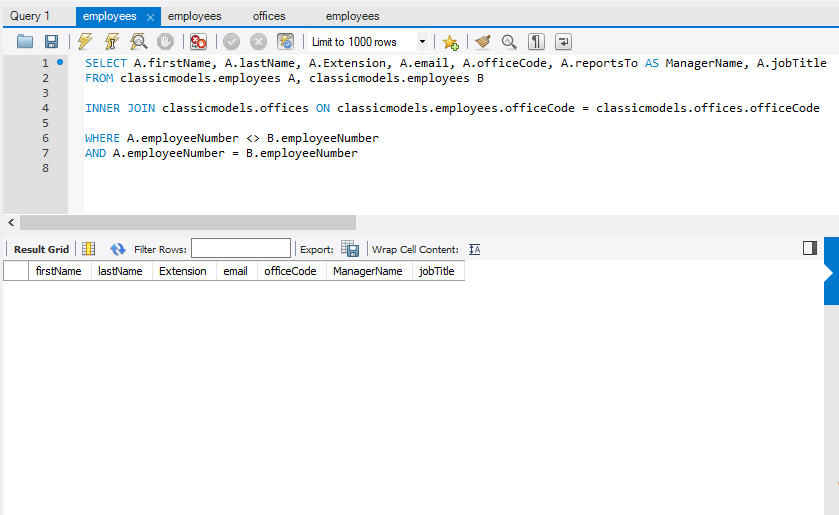 Query 1 employees employees offices employees
Limit to 1000 rows
1 SELECT A.firstName, A.lastName, A.Extension, A.email, A.officeCode, A.reportsTo AS ManagerName, A.jobTitle
2 FROM classicmodels.employees A, classicmodels.employees B
3
4 INNER JOIN classicmodels.offices ON classicmodels.employees.officeCode = classicmodels.offices.officeCode
5
6 WHERE A.employeeNumber <> B.employeeNumber
7 AND A.employeeNumber = B.employeeNumber
8
Result Grid Filter Rows: Export: Wrap Cell Content:
firstName lastName Extension email officeCode ManagerName jobTitle